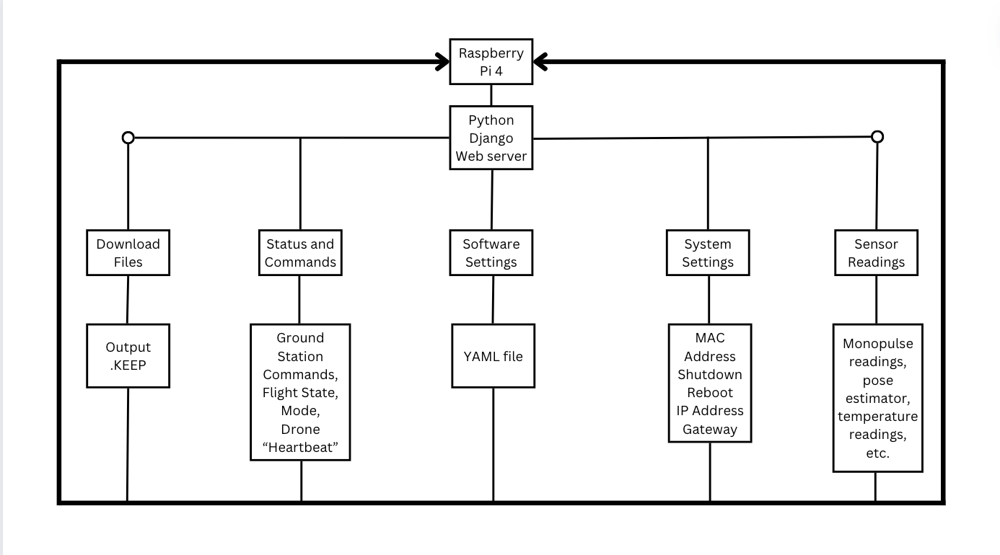 Raspberry
Pi 4
Python
Django
Web server
Download
Files
Status and
Commands
Software
Settings
System
Settings
Sensor
Readings
Output
.KEEP
Ground
Station
Commands,
Flight State,
Mode,
Drone
“Heartbeat”
YAML file
MAC
Address
Shutdown
Reboot
IP Address
Gateway
Monopulse
readings,
pose
estimator,
temperature
readings,
etc.